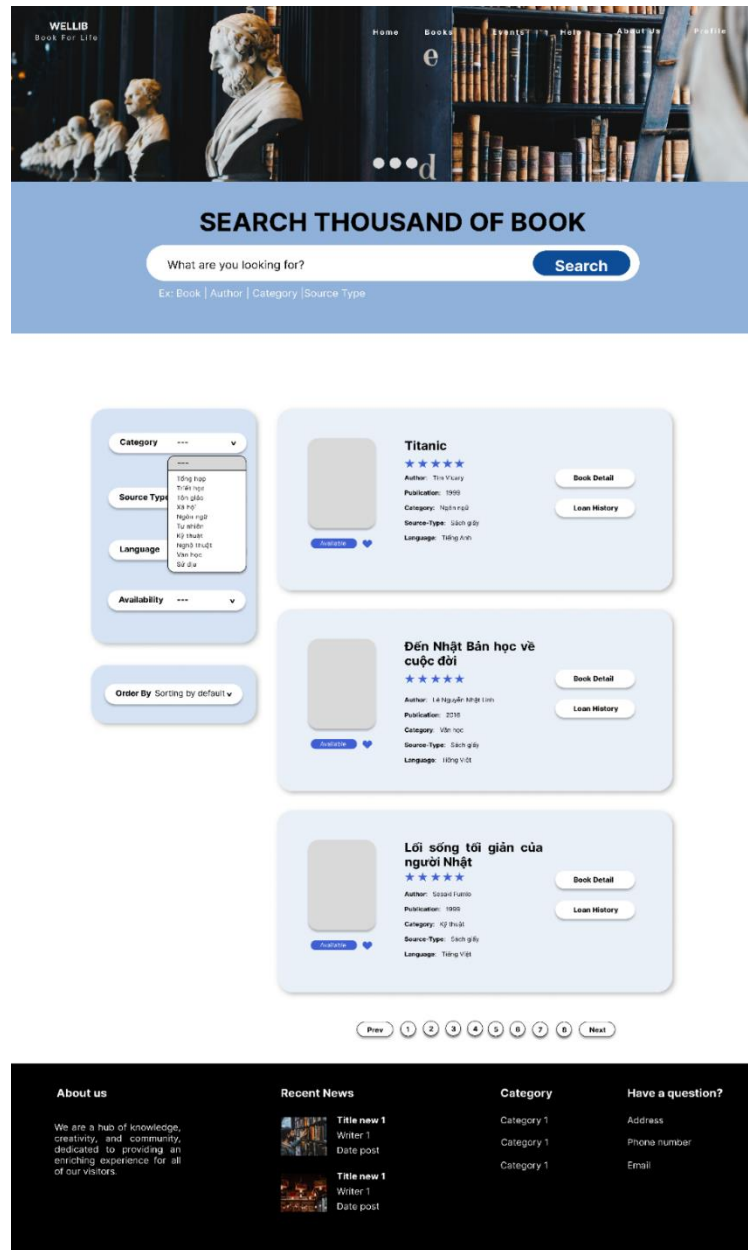 WELLIB
Book For Life
Home Books Events Help About Us Profile
e
d
SEARCH THOUSAND OF BOOK
What are you looking for?
Search
Ex: Book | Author | Category |Source Type
Category --- v
---
Tổng hợp
Triết học
Tôn giáo
Xã hội
Ngôn ngữ
Tự nhiên
Kỹ thuật
Nghệ thuật
Văn học
Sử địa
Source Type
Language
Availability --- v
Order By Sorting by default v
Titanic
Author: Tim Vicary
Publication: 1999
Category: Ngôn ngữ
Source-Type: Sách giấy
Language: Tiếng Anh
Available
Book Detail
Loan History
Đến Nhật Bản học về
cuộc đời
Author: Lê Nguyễn Nhật Linh
Publication: 2016
Category: Văn học
Source-Type: Sách giấy
Language: Tiếng Việt
Available
Book Detail
Loan History
Lối sống tối giản của
người Nhật
Author: Sasaki Fumio
Publication: 1999
Category: Kỹ thuật
Source-Type: Sách giấy
Language: Tiếng Việt
Available
Book Detail
Loan History
Prev 1 2 3 4 5 6 7 8 Next
About us
We are a hub of knowledge,
creativity, and community,
dedicated to providing an
enriching experience for all
of our visitors.
Recent News
Title new 1
Writer 1
Date post
Title new 1
Writer 1
Date post
Category
Category 1
Category 1
Category 1
Have a question?
Address
Phone number
Email